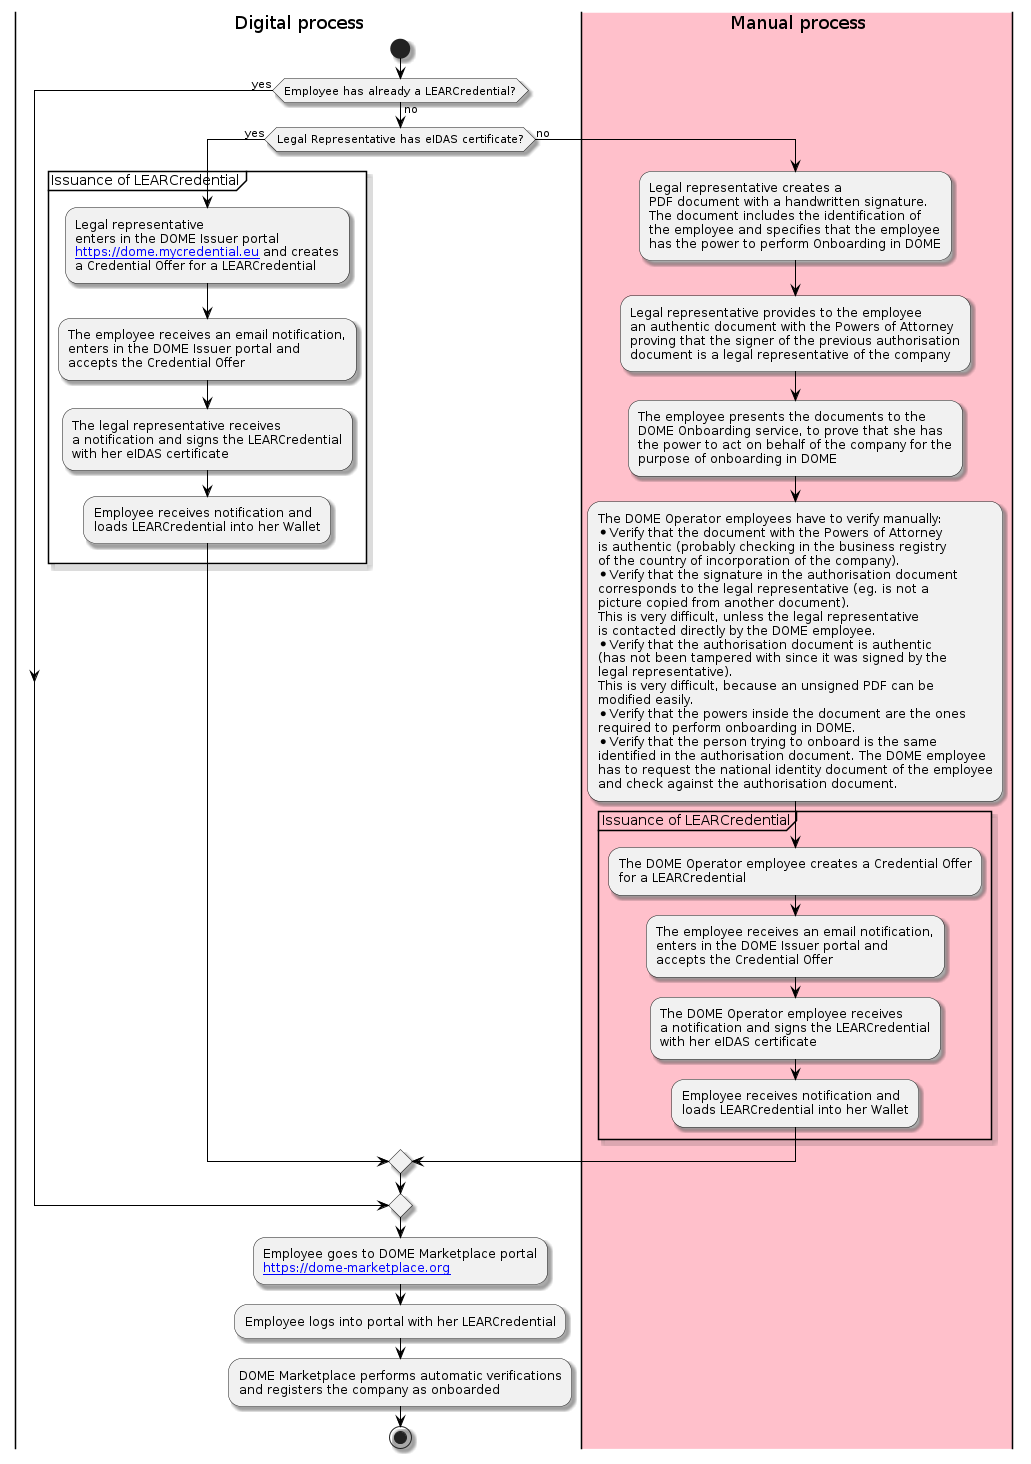 Digital process
Manual process
Employee has already a LEARCredential?
yes
no
Legal Representative has eIDAS certificate?
yes
no
Issuance of LEARCredential
Legal representative
enters in the DOME Issuer portal
https://dome.mycredential.eu and creates
a Credential Offer for a LEARCredential
The employee receives an email notification,
enters in the DOME Issuer portal and
accepts the Credential Offer
The legal representative receives
a notification and signs the LEARCredential
with her eIDAS certificate
Employee receives notification and
loads LEARCredential into her Wallet
Legal representative creates a
PDF document with a handwritten signature.
The document includes the identification of
the employee and specifies that the employee
has the power to perform Onboarding in DOME
Legal representative provides to the employee
an authentic document with the Powers of Attorney
proving that the signer of the previous authorisation
document is a legal representative of the company
The employee presents the documents to the
DOME Onboarding service, to prove that she has
the power to act on behalf of the company for the
purpose of onboarding in DOME
The DOME Operator employees have to verify manually:
• Verify that the document with the Powers of Attorney
is authentic (probably checking in the business registry
of the country of incorporation of the company).
• Verify that the signature in the authorisation document
corresponds to the legal representative (eg. is not a
picture copied from another document).
This is very difficult, unless the legal representative
is contacted directly by the DOME employee.
• Verify that the authorisation document is authentic
(has not been tampered with since it was signed by the
legal representative).
This is very difficult, because an unsigned PDF can be
modified easily.
• Verify that the powers inside the document are the ones
required to perform onboarding in DOME.
• Verify that the person trying to onboard is the same
identified in the authorisation document. The DOME employee
has to request the national identity document of the employee
and check against the authorisation document.
Issuance of LEARCredential
The DOME Operator employee creates a Credential Offer
for a LEARCredential
The employee receives an email notification,
enters in the DOME Issuer portal and
accepts the Credential Offer
The DOME Operator employee receives
a notification and signs the LEARCredential
with her eIDAS certificate
Employee receives notification and
loads LEARCredential into her Wallet
Employee goes to DOME Marketplace portal
https://dome-marketplace.org
Employee logs into portal with her LEARCredential
DOME Marketplace performs automatic verifications
and registers the company as onboarded